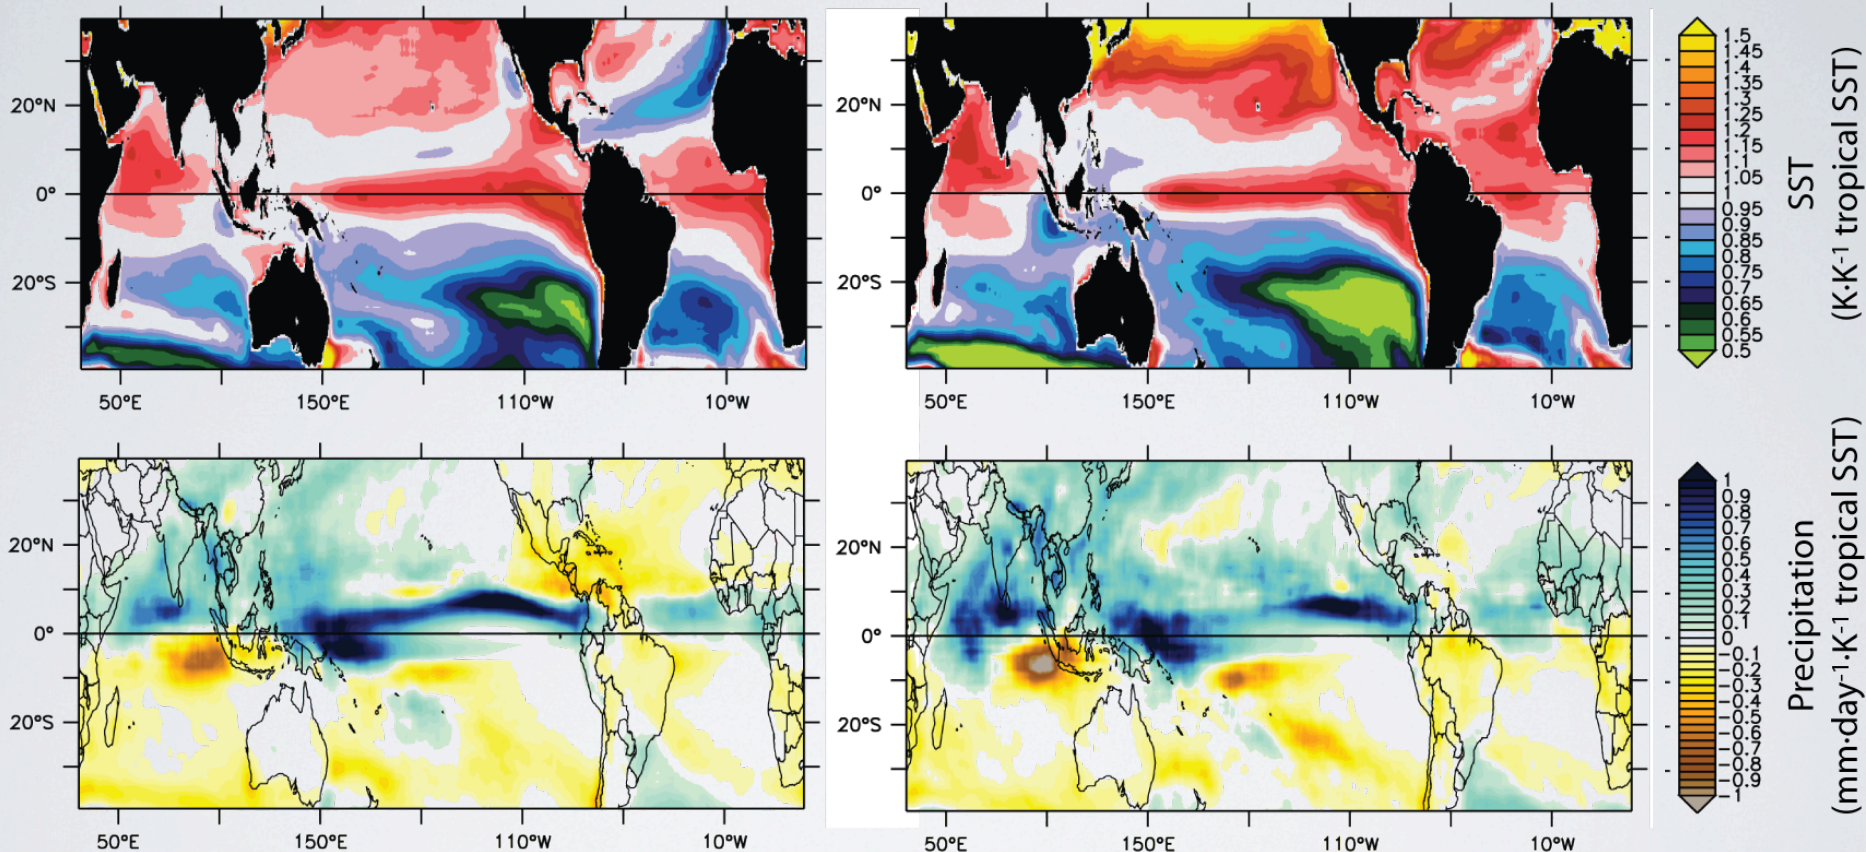 20°N
0°
20°S
50°E 150°E 110°W 10°W
20°N
0°
20°S
50°E 150°E 110°W 10°W
1.5
1.45
1.4
1.35
1.3
1.25
1.2
1.15
1.1
1.05
1
0.95
0.9
0.85
0.8
0.75
0.7
0.65
0.6
0.55
0.5
SST
(K·K⁻¹ tropical SST)
20°N
0°
20°S
50°E 150°E 110°W 10°W
20°N
0°
20°S
50°E 150°E 110°W 10°W
1
0.9
0.8
0.7
0.6
0.5
0.4
0.3
0.2
0.1
0
−0.1
−0.2
−0.3
−0.4
−0.5
−0.6
−0.7
−0.8
−0.9
−1
Precipitation
(mm·day⁻¹·K⁻¹ tropical SST)